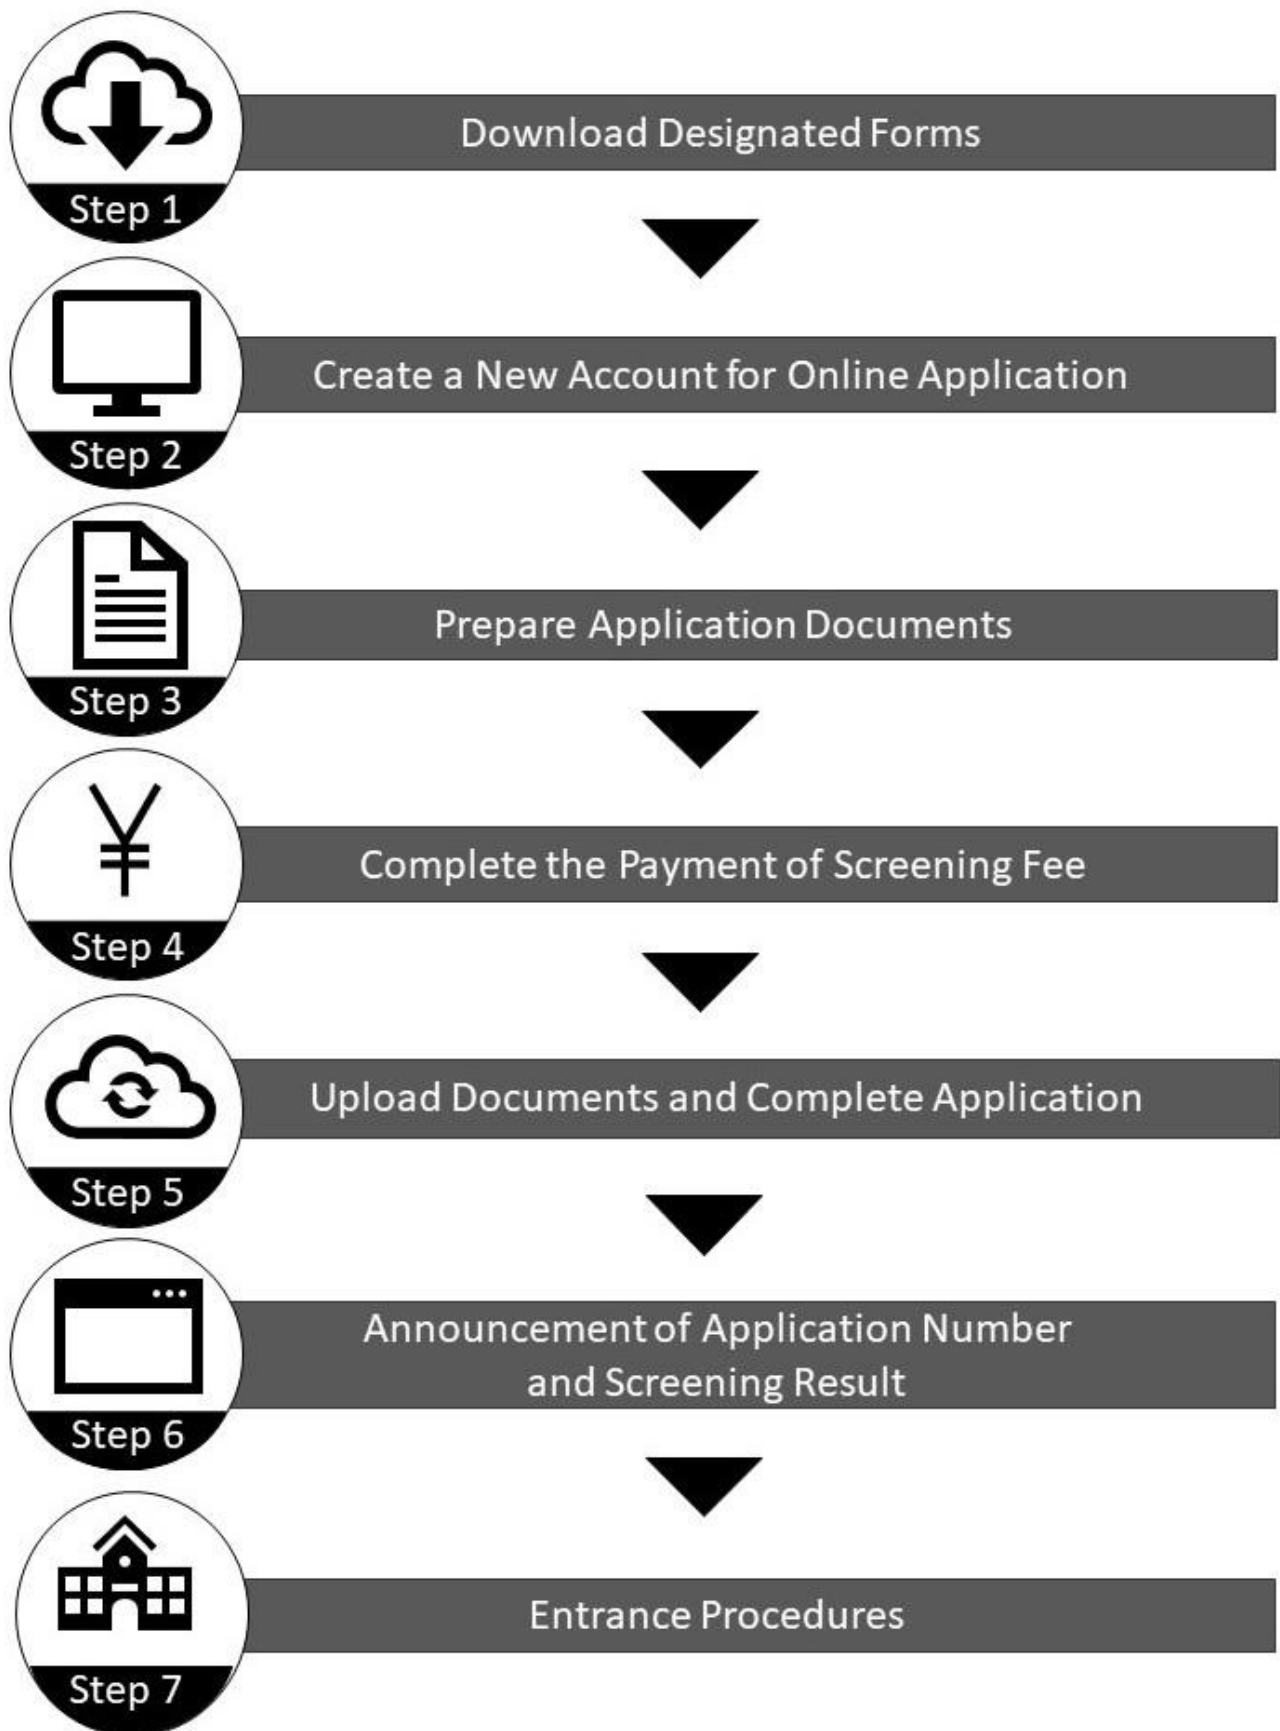 Download Designated Forms
Step 1
Create a New Account for Online Application
Step 2
Prepare Application Documents
Step 3
¥
Complete the Payment of Screening Fee
Step 4
Upload Documents and Complete Application
Step 5
Announcement of Application Number
and Screening Result
Step 6
Entrance Procedures
Step 7